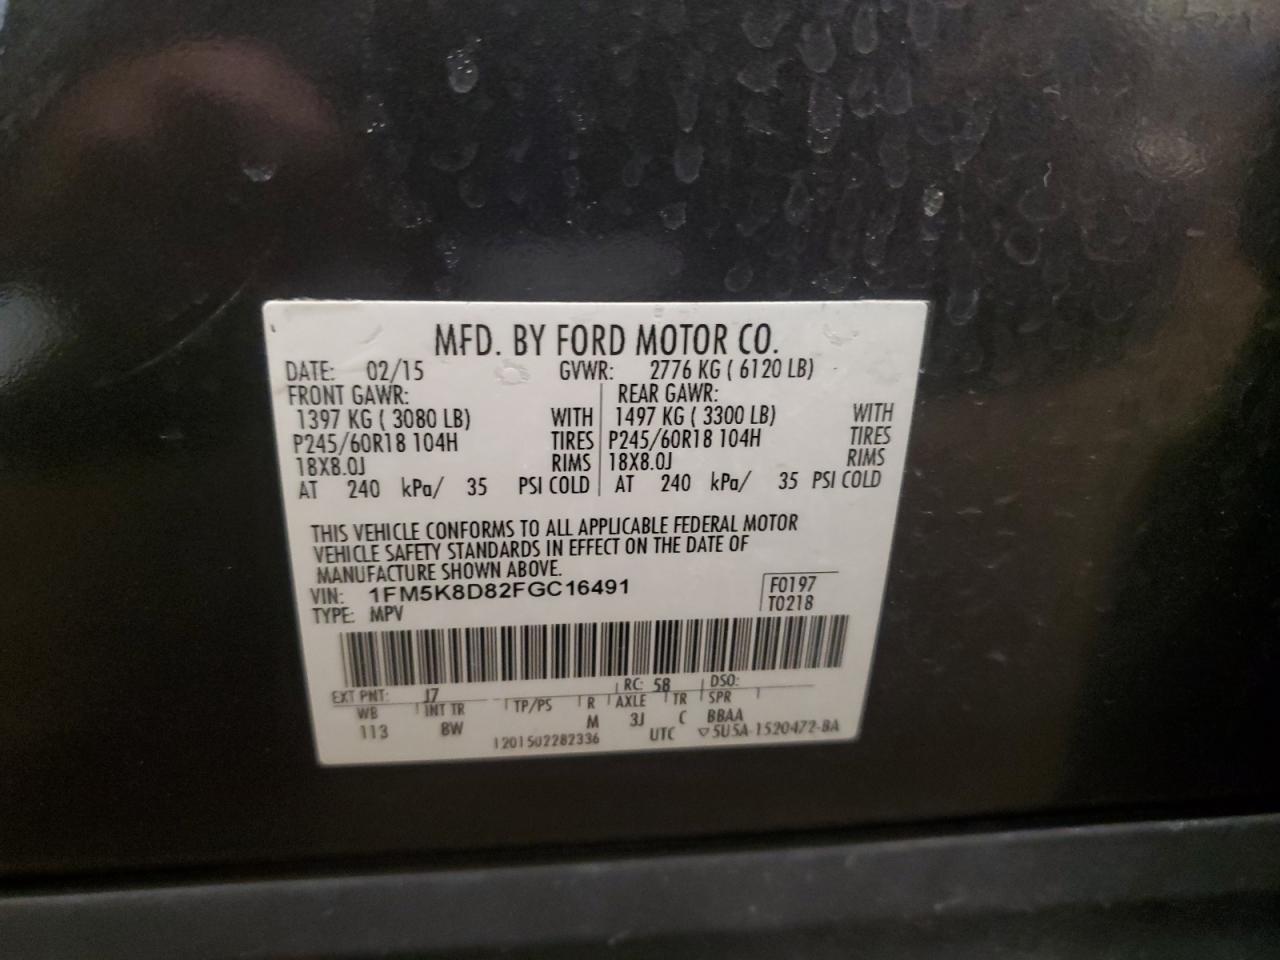 MFD. BY FORD MOTOR CO.
DATE: 02/15 GVWR: 2776 KG ( 6120 LB)
FRONT GAWR: REAR GAWR:
1397 KG ( 3080 LB) WITH 1497 KG ( 3300 LB) WITH
P245/60R18 104H TIRES P245/60R18 104H TIRES
18X8.0J RIMS 18X8.0J RIMS
AT 240 kPa/ 35 PSI COLD AT 240 kPa/ 35 PSI COLD
THIS VEHICLE CONFORMS TO ALL APPLICABLE FEDERAL MOTOR
VEHICLE SAFETY STANDARDS IN EFFECT ON THE DATE OF
MANUFACTURE SHOWN ABOVE.
VIN: 1FM5K8D82FGC16491 F0197
TYPE: MPV T0218
EXT PNT: J7 RC: 58 DSO:
WB INT TR TP/PS R AXLE TR SPR
113 BW M 3J C BBAA
1201502282336 UTC ▽5USA-1520472-BA